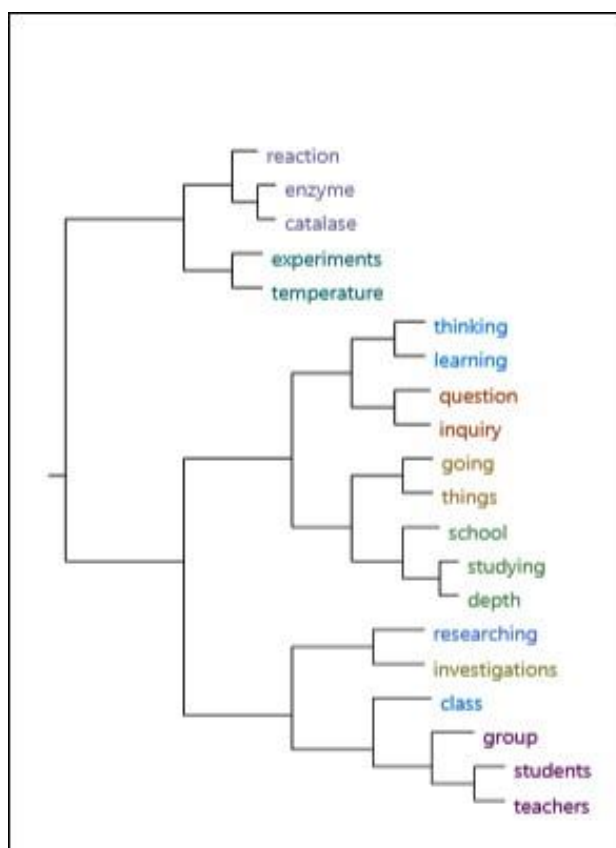 reaction
enzyme
catalase
experiments
temperature
thinking
learning
question
inquiry
going
things
school
studying
depth
researching
investigations
class
group
students
teachers